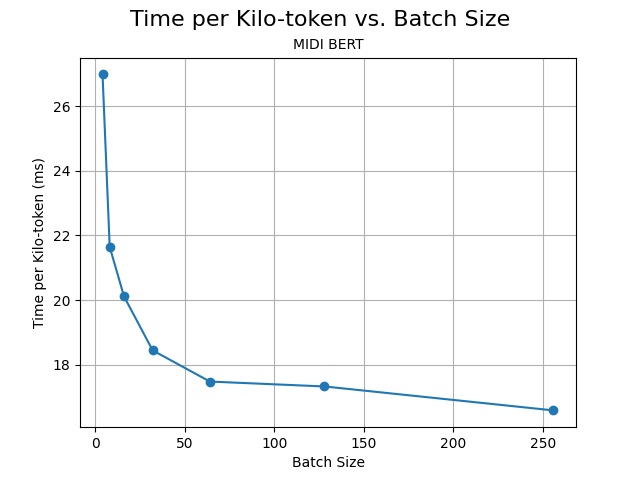 Time per Kilo-token vs. Batch Size
MIDI BERT
Time per Kilo-token (ms)
26
24
22
20
18
0 50 100 150 200 250
Batch Size